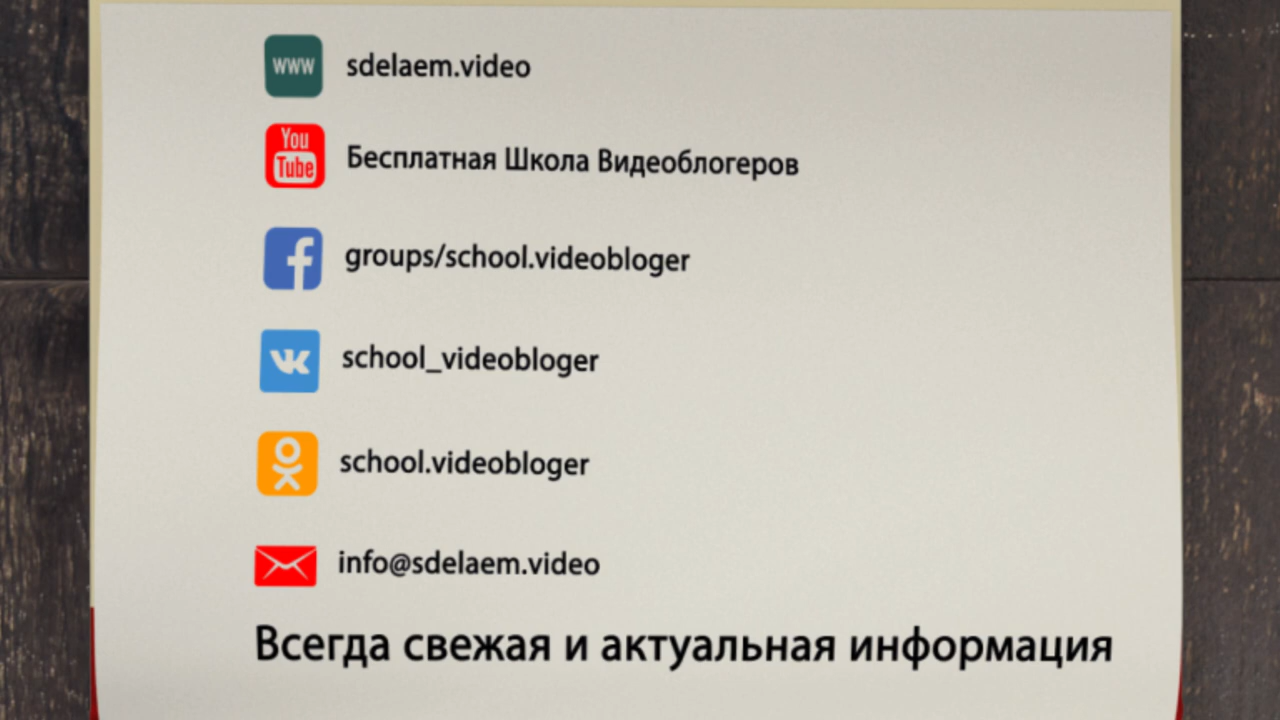 www sdelaem.video
You Tube Бесплатная Школа Видеоблогеров
f groups/school.videobloger
school_videobloger
school.videobloger
info@sdelaem.video
Всегда свежая и актуальная информация